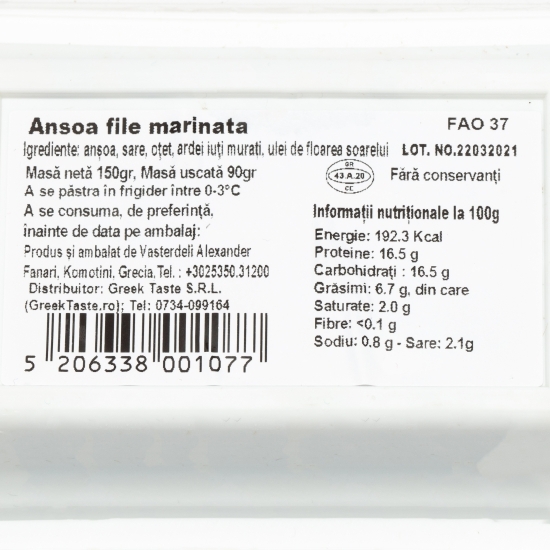 Ansoa file marinata
FAO 37
Igrediente: anșoa, sare, oțet, ardei iuți murati, ulei de floarea soarelui LOT. NO.22032021
Masă netă 150gr, Masă uscată 90gr
GR
43.A.20
CE
Fără conservanți
A se păstra în frigider între 0-3°C
A se consuma, de preferință,
înainte de data pe ambalaj:
Produs și ambalat de Vasterdeli Alexander
Fanari, Komotini, Grecia,Tel. : +3025350.31200
Distribuitor: Greek Taste S.R.L.
(GreekTaste.ro); Tel: 0734-099164
5 206338 001077
Informații nutriționale la 100g
Energie: 192.3 Kcal
Proteine: 16.5 g
Carbohidrați : 16.5 g
Grăsimi: 6.7 g, din care
Saturate: 2.0 g
Fibre: <0.1 g
Sodiu: 0.8 g - Sare: 2.1g